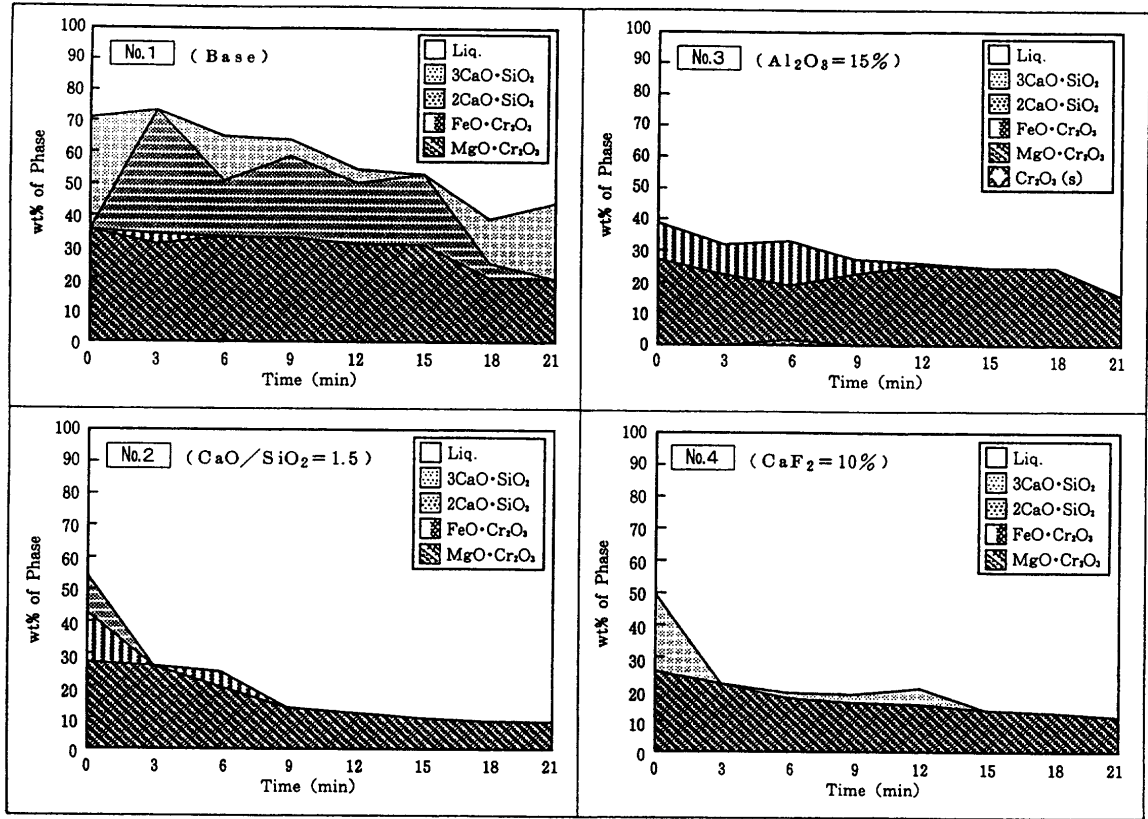 No.1 (Base)
Liq.
3CaO·SiO₂
2CaO·SiO₂
FeO·Cr₂O₃
MgO·Cr₂O₃
wt% of Phase
100
90
80
70
60
50
40
30
20
10
0
0 3 6 9 12 15 18 21
Time (min)
No.3 (Al₂O₃=15%)
Liq.
3CaO·SiO₂
2CaO·SiO₂
FeO·Cr₂O₃
MgO·Cr₂O₃
Cr₂O₃ (s)
wt% of Phase
100
90
80
70
60
50
40
30
20
10
0
0 3 6 9 12 15 18 21
Time (min)
No.2 (CaO/SiO₂=1.5)
Liq.
3CaO·SiO₂
2CaO·SiO₂
FeO·Cr₂O₃
MgO·Cr₂O₃
wt% of Phase
100
90
80
70
60
50
40
30
20
10
0
0 3 6 9 12 15 18 21
Time (min)
No.4 (CaF₂=10%)
Liq.
3CaO·SiO₂
2CaO·SiO₂
FeO·Cr₂O₃
MgO·Cr₂O₃
wt% of Phase
100
90
80
70
60
50
40
30
20
10
0
0 3 6 9 12 15 18 21
Time (min)